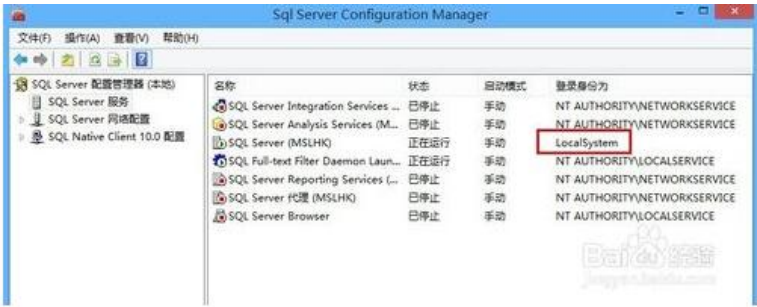 Sql Server Configuration Manager
文件(F) 操作(A) 查看(V) 帮助(H)
SQL Server 配置管理器 (本地)
SQL Server 服务
SQL Server 网络配置
SQL Native Client 10.0 配置
名称 状态 启动模式 登录身份为
SQL Server Integration Services ... 已停止 手动 NT AUTHORITY\NETWORKSERVICE
SQL Server Analysis Services (M... 已停止 手动 NT AUTHORITY\NETWORKSERVICE
SQL Server (MSLHK) 正在运行 手动 LocalSystem
SQL Full-text Filter Daemon Laun... 正在运行 手动 NT AUTHORITY\LOCALSERVICE
SQL Server Reporting Services (... 已停止 手动 NT AUTHORITY\NETWORKSERVICE
SQL Server 代理 (MSLHK) 已停止 手动 NT AUTHORITY\NETWORKSERVICE
SQL Server Browser 已停止 手动 NT AUTHORITY\LOCALSERVICE
Baidu 经验
jingyan.baidu.com